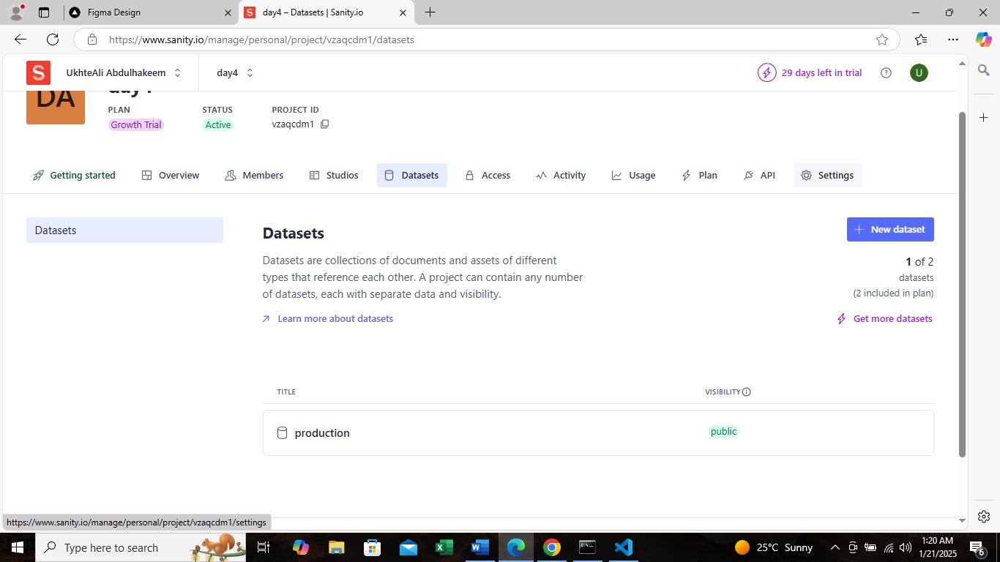 Figma Design
day4 – Datasets | Sanity.io
https://www.sanity.io/manage/personal/project/vzaqcdm1/datasets
S
UkhteAli Abdulhakeem
day4
29 days left in trial
U
DA
day4
PLAN
STATUS
PROJECT ID
Growth Trial
Active
vzaqcdm1
Getting started
Overview
Members
Studios
Datasets
Access
Activity
Usage
Plan
API
Settings
Datasets
Datasets
New dataset
Datasets are collections of documents and assets of different
types that reference each other. A project can contain any number
of datasets, each with separate data and visibility.
1 of 2
datasets
(2 included in plan)
Learn more about datasets
Get more datasets
TITLE
VISIBILITY
production
public
https://www.sanity.io/manage/personal/project/vzaqcdm1/settings
Type here to search
25°C Sunny
1:20 AM
1/21/2025
6